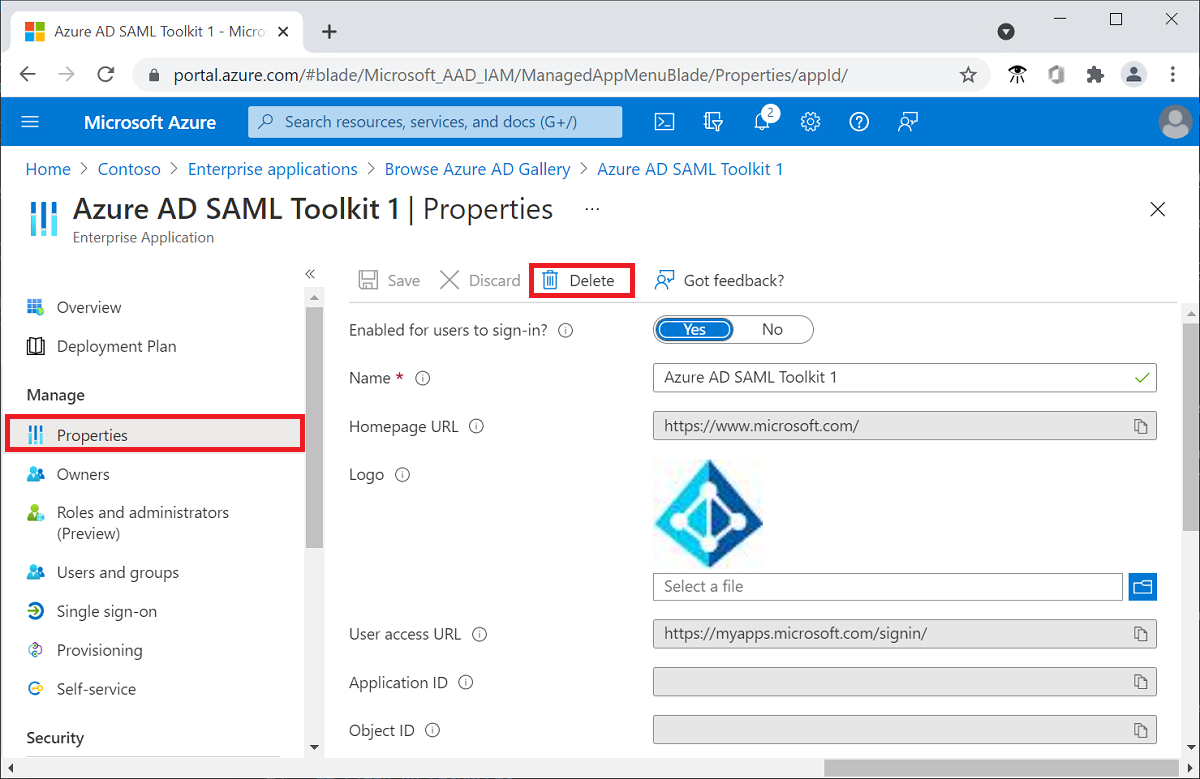 Azure AD SAML Toolkit 1 - Micro
portal.azure.com/#blade/Microsoft_AAD_IAM/ManagedAppMenuBlade/Properties/appId/
Microsoft Azure
Search resources, services, and docs (G+/)
2
Home > Contoso > Enterprise applications > Browse Azure AD Gallery > Azure AD SAML Toolkit 1
Azure AD SAML Toolkit 1 | Properties ...
Enterprise Application
«
Overview
Deployment Plan
Manage
Properties
Owners
Roles and administrators
(Preview)
Users and groups
Single sign-on
Provisioning
Self-service
Security
Save Discard Delete Got feedback?
Enabled for users to sign-in? Yes No
Name * Azure AD SAML Toolkit 1
Homepage URL https://www.microsoft.com/
Logo
Select a file
User access URL https://myapps.microsoft.com/signin/
Application ID
Object ID